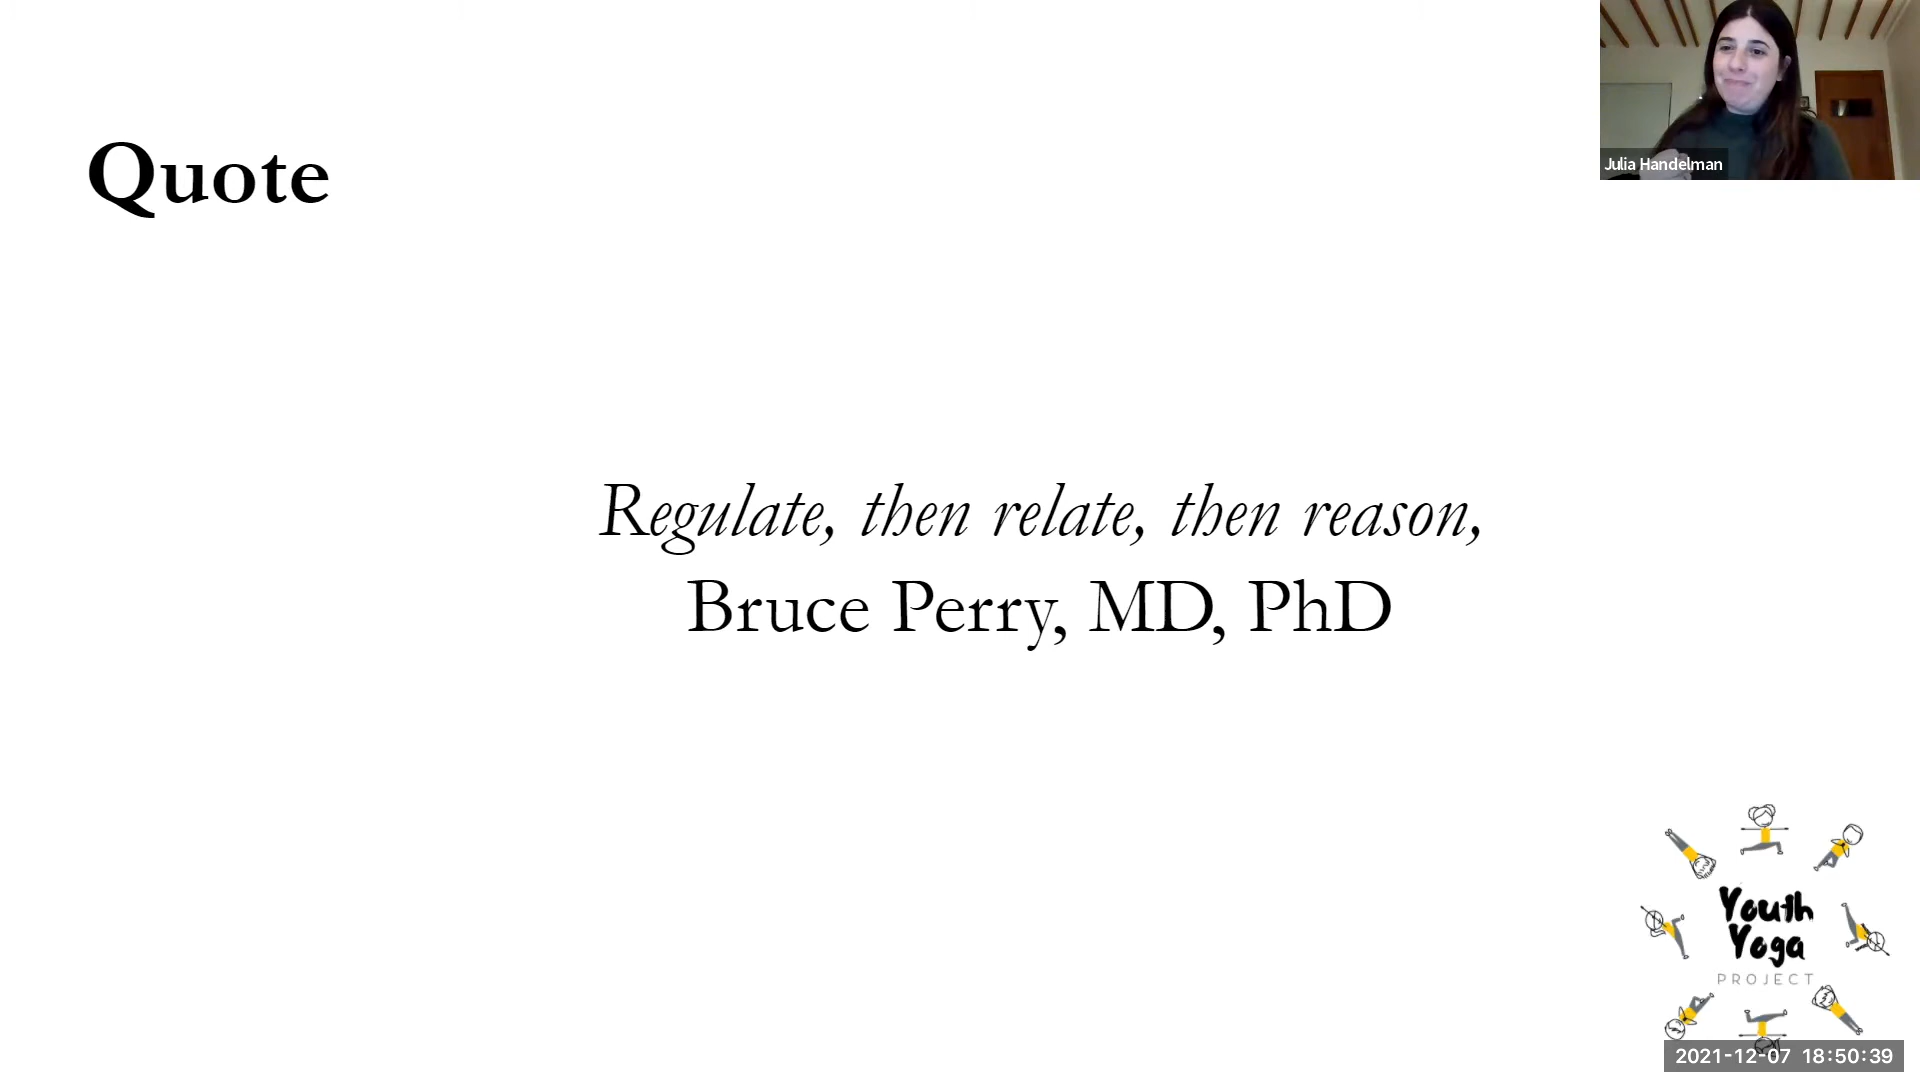 Julia Handelman
Quote
Regulate, then relate, then reason,
Bruce Perry, MD, PhD
Youth
Yoga
PROJECT
2021-12-07 18:50:39